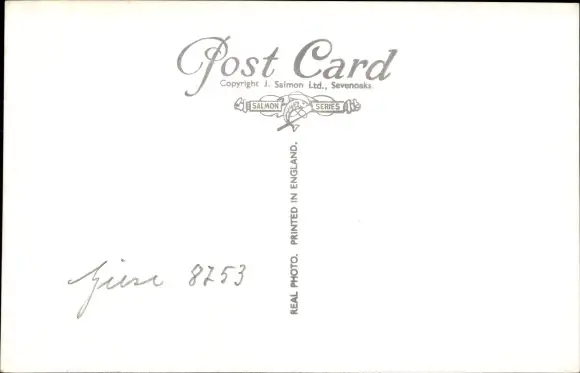 Post Card
Copyright J. Salmon Ltd., Sevenoaks
SALMON SERIES
REAL PHOTO. PRINTED IN ENGLAND.
8753